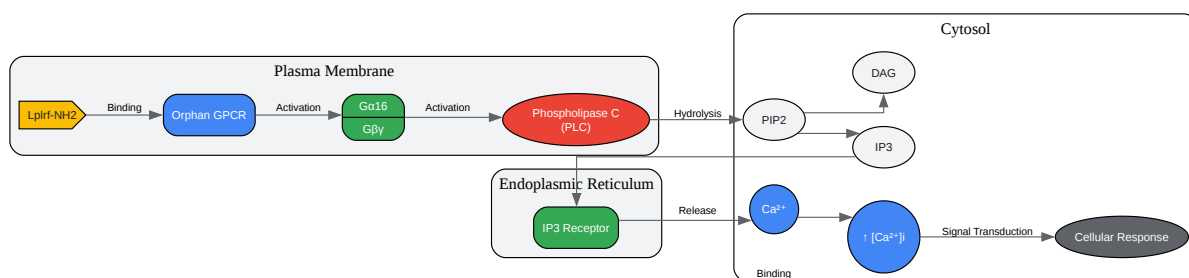 Cytosol
Plasma Membrane
DAG
Lplrf-NH2
Binding
Orphan GPCR
Activation
Gα16
Gβγ
Activation
Phospholipase C
(PLC)
Hydrolysis
PIP2
IP3
Endoplasmic Reticulum
IP3 Receptor
Release
Ca²⁺
↑ [Ca²⁺]i
Signal Transduction
Cellular Response
Binding